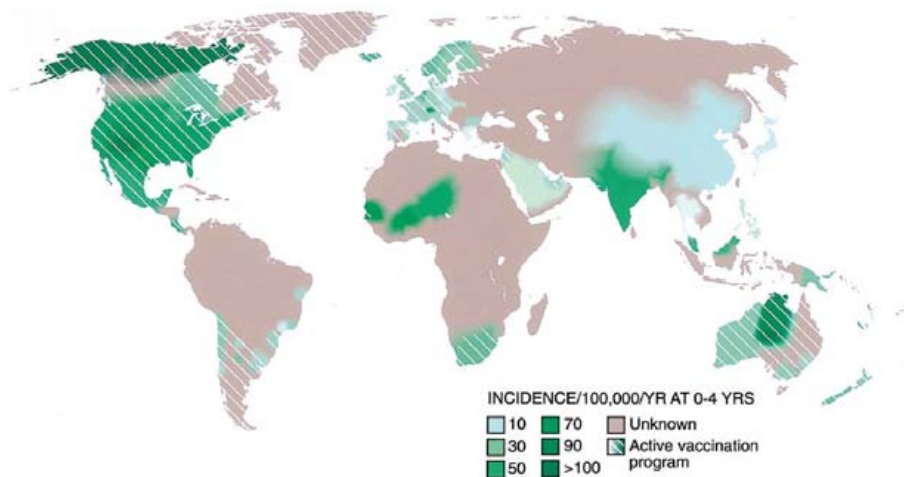 INCIDENCE/100,000/YR AT 0-4 YRS
10 70 Unknown
30 90 Active vaccination
50 >100 program